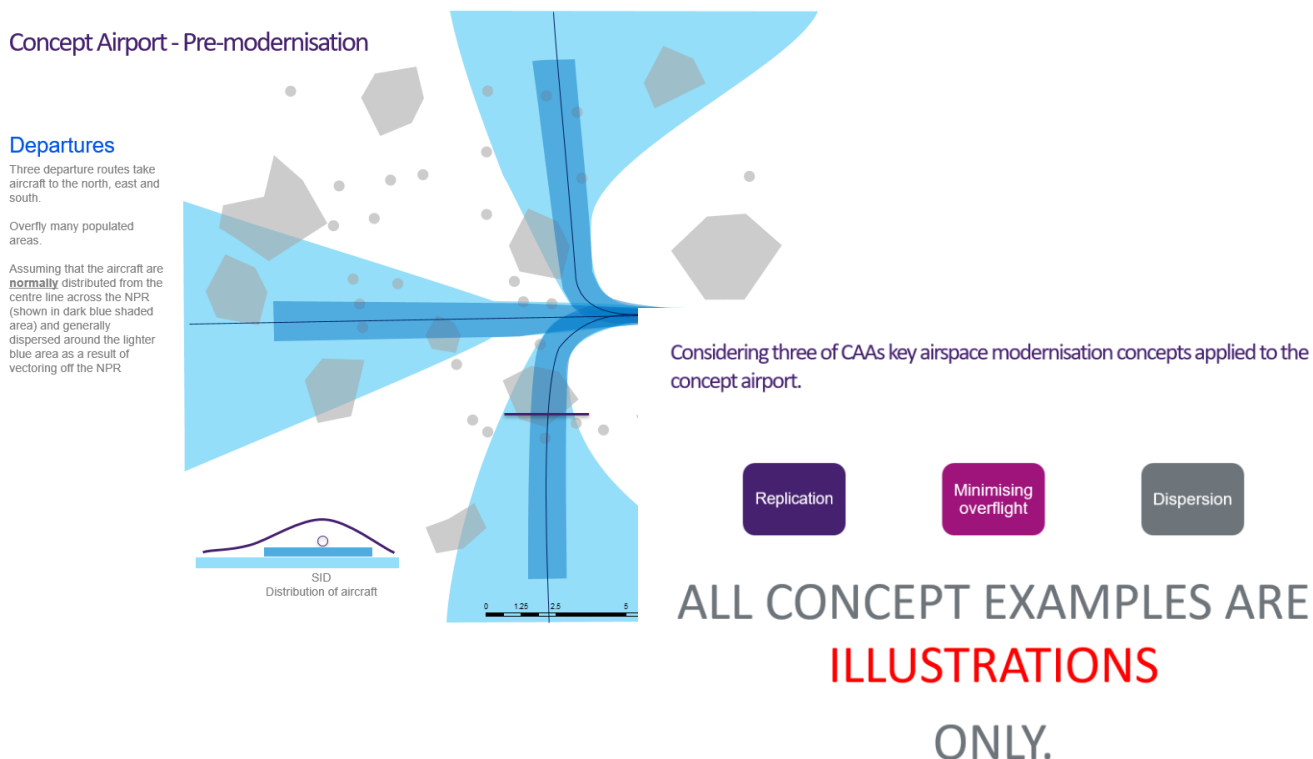 Concept Airport - Pre-modernisation
Departures
Three departure routes take
aircraft to the north, east and
south.
Overfly many populated
areas.
Assuming that the aircraft are
normally distributed from the
centre line across the NPR
(shown in dark blue shaded
area) and generally
dispersed around the lighter
blue area as a result of
vectoring off the NPR
SID
Distribution of aircraft
0 1.25 2.5 5
Considering three of CAAs key airspace modernisation concepts applied to the
concept airport.
Replication
Minimising
overflight
Dispersion
ALL CONCEPT EXAMPLES ARE
ILLUSTRATIONS
ONLY.